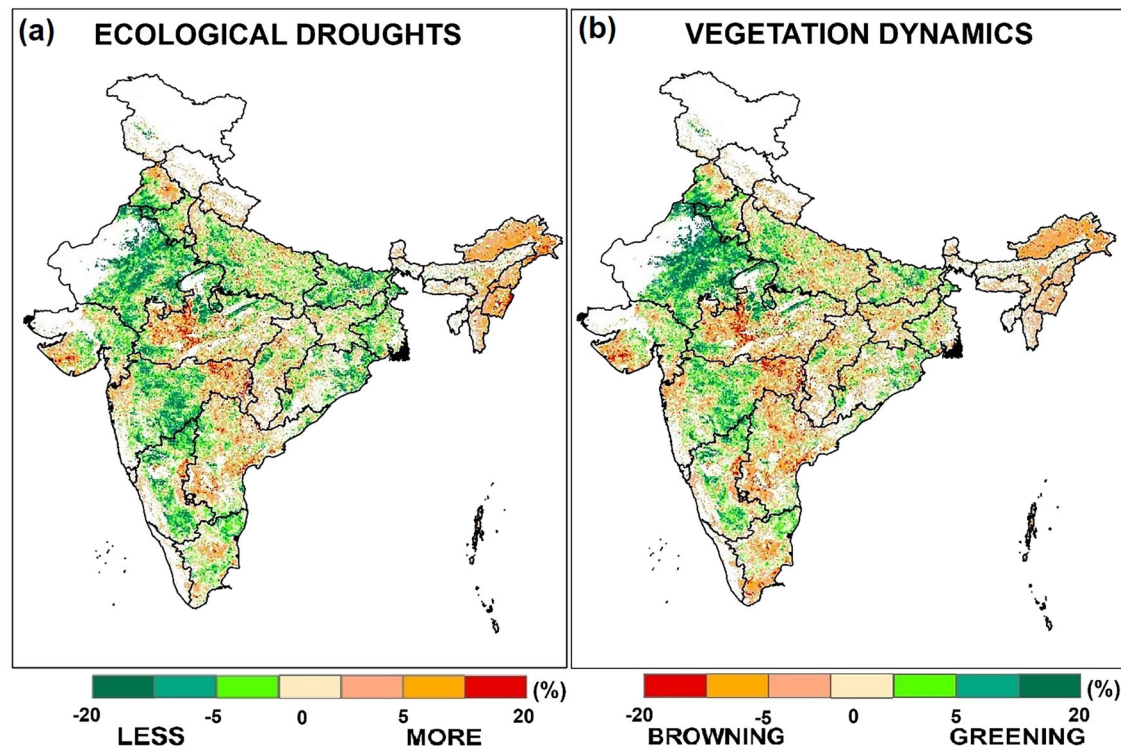 (a) ECOLOGICAL DROUGHTS
(b) VEGETATION DYNAMICS
-20 -5 0 5 20 (%)
LESS MORE
-20 -5 0 5 20 (%)
BROWNING GREENING